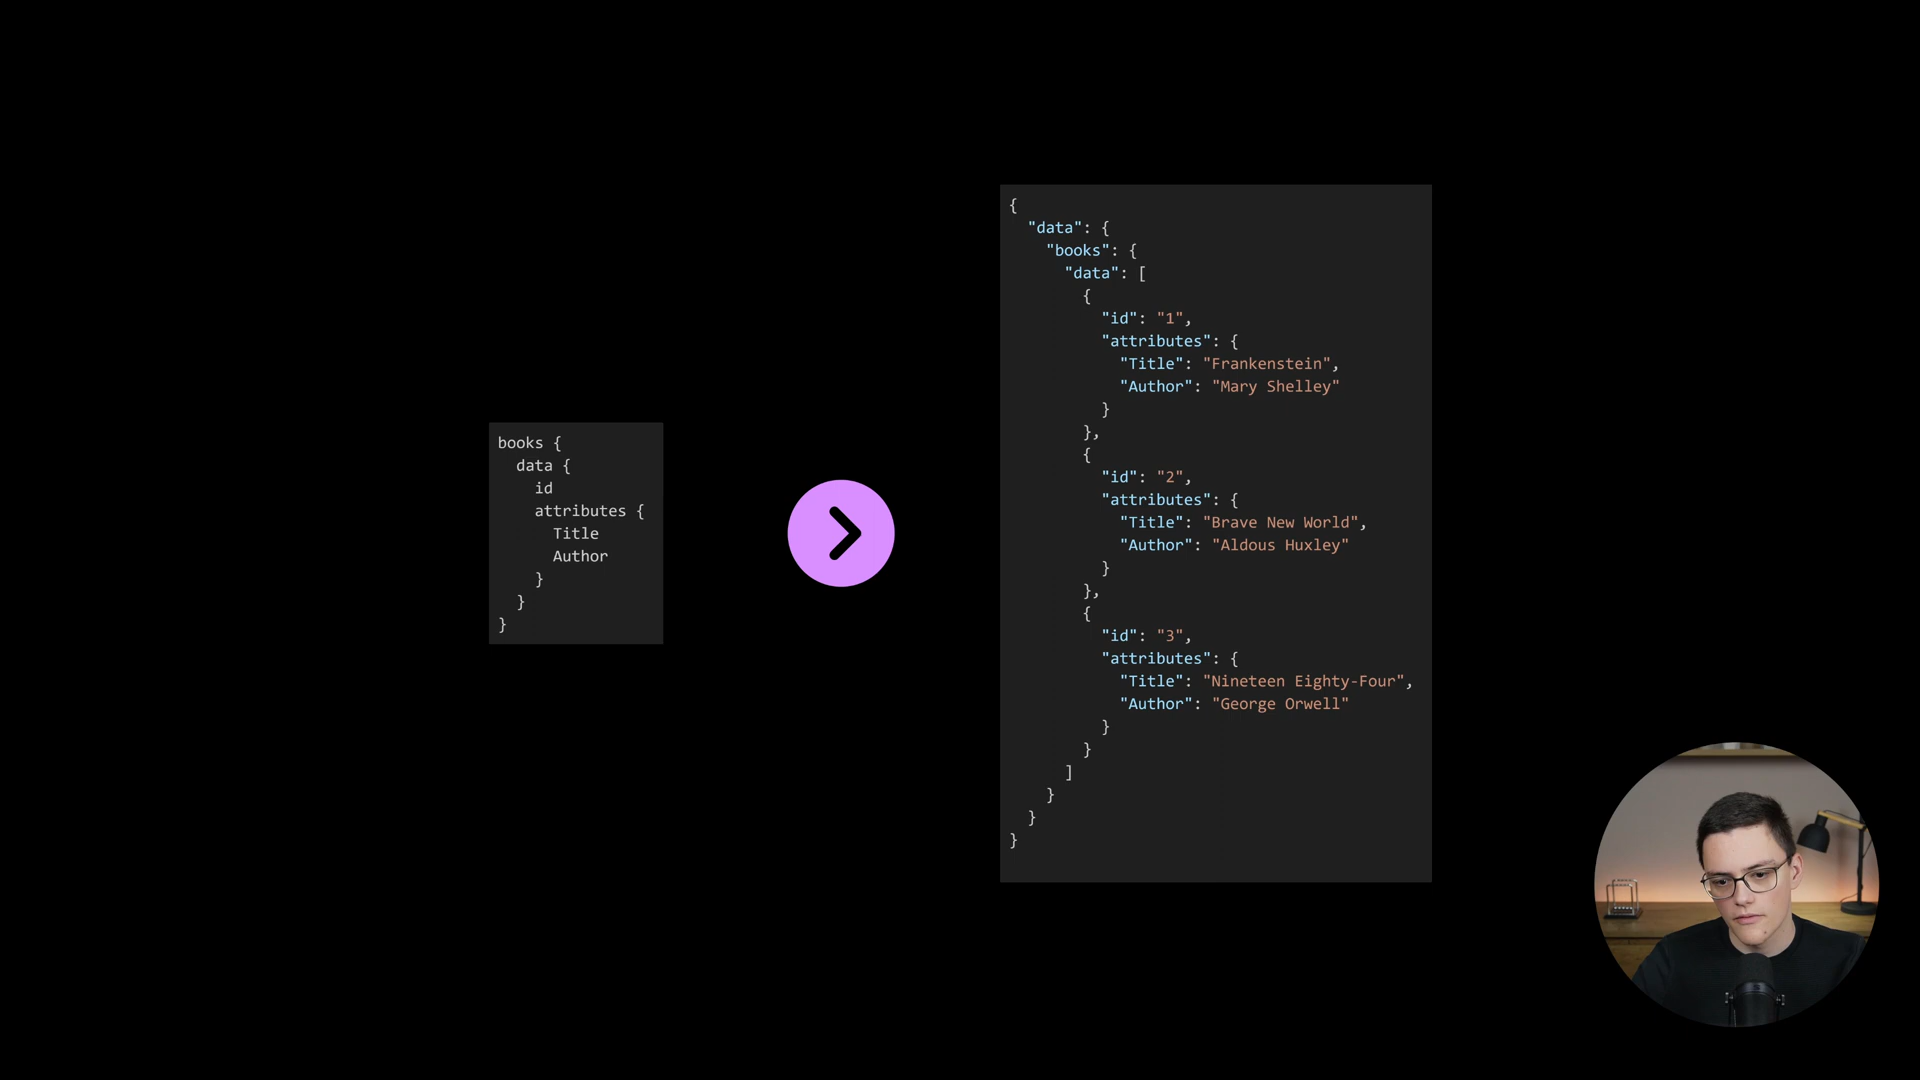 books {
  data {
    id
    attributes {
      Title
      Author
    }
  }
}
{
  "data": {
    "books": {
      "data": [
        {
          "id": "1",
          "attributes": {
            "Title": "Frankenstein",
            "Author": "Mary Shelley"
          }
        },
        {
          "id": "2",
          "attributes": {
            "Title": "Brave New World",
            "Author": "Aldous Huxley"
          }
        },
        {
          "id": "3",
          "attributes": {
            "Title": "Nineteen Eighty-Four",
            "Author": "George Orwell"
          }
        }
      ]
    }
  }
}